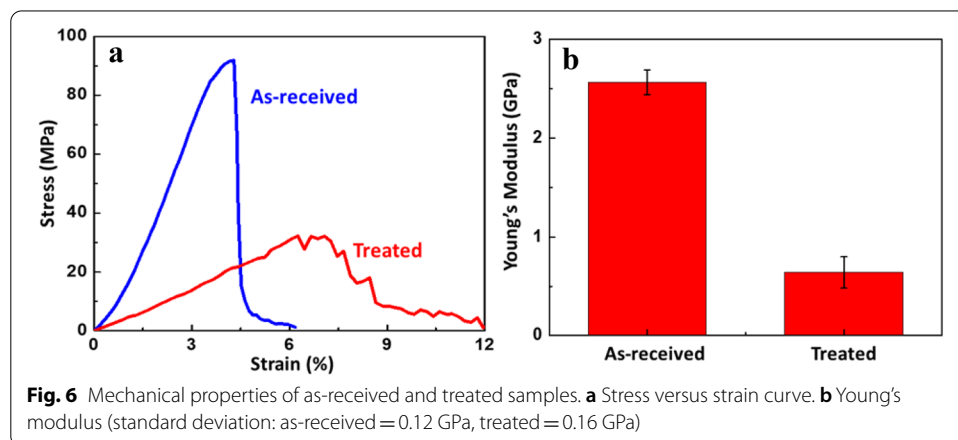 a
100
80
60
40
20
0
Stress (MPa)
As-received
Treated
0 3 6 9 12
Strain (%)
b
3
2
1
0
Young's Modulus (GPa)
As-received Treated
Fig. 6 Mechanical properties of as-received and treated samples. a Stress versus strain curve. b Young's
modulus (standard deviation: as-received = 0.12 GPa, treated = 0.16 GPa)